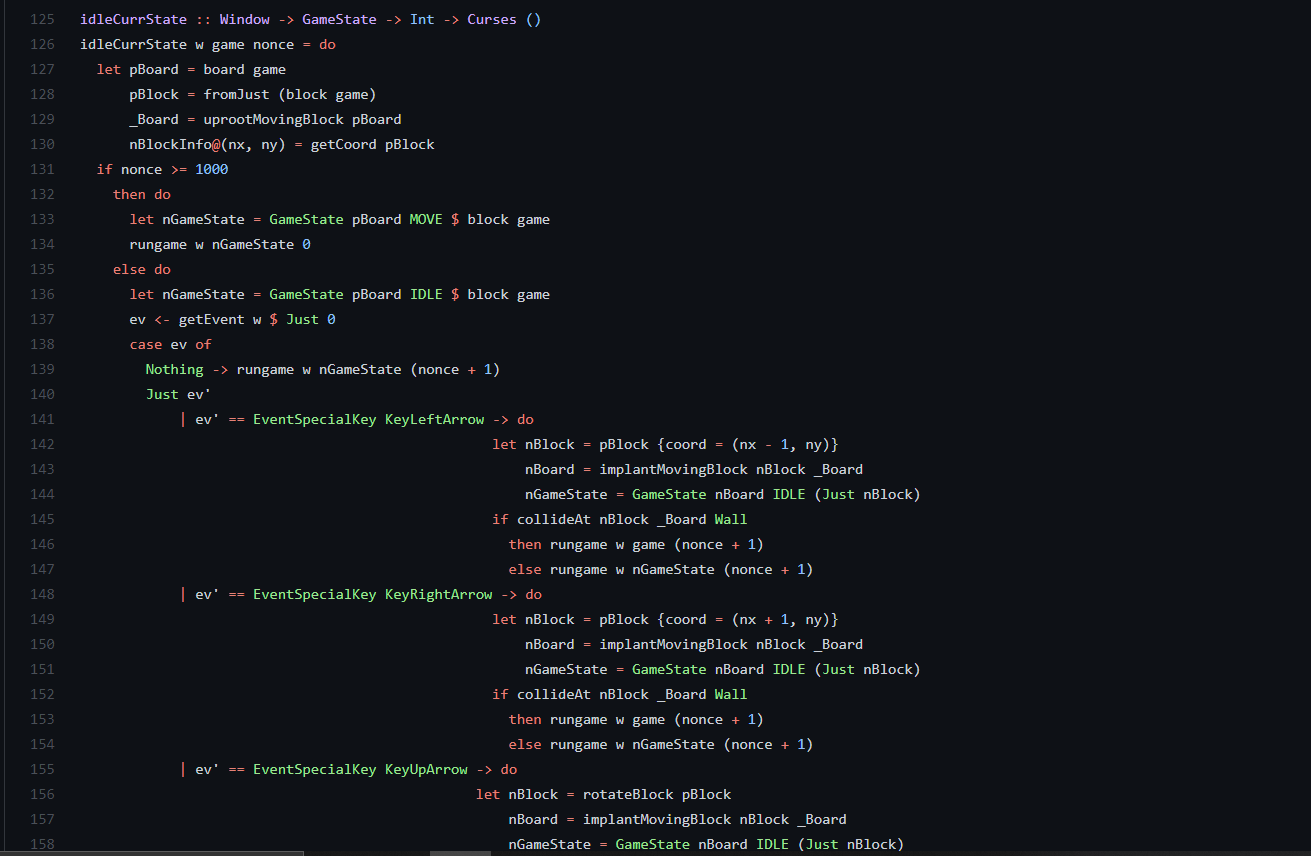 125 idleCurrState :: Window -> GameState -> Int -> Curses ()
126 idleCurrState w game nonce = do
127   let pBoard = board game
128       pBlock = fromJust (block game)
129       _Board = uprootMovingBlock pBoard
130       nBlockInfo@(nx, ny) = getCoord pBlock
131   if nonce >= 1000
132     then do
133       let nGameState = GameState pBoard MOVE $ block game
134       rungame w nGameState 0
135     else do
136       let nGameState = GameState pBoard IDLE $ block game
137       ev <- getEvent w $ Just 0
138       case ev of
139         Nothing -> rungame w nGameState (nonce + 1)
140         Just ev'
141             | ev' == EventSpecialKey KeyLeftArrow -> do
142                                                   let nBlock = pBlock {coord = (nx - 1, ny)}
143                                                       nBoard = implantMovingBlock nBlock _Board
144                                                       nGameState = GameState nBoard IDLE (Just nBlock)
145                                                   if collideAt nBlock _Board Wall
146                                                     then rungame w game (nonce + 1)
147                                                     else rungame w nGameState (nonce + 1)
148             | ev' == EventSpecialKey KeyRightArrow -> do
149                                                   let nBlock = pBlock {coord = (nx + 1, ny)}
150                                                       nBoard = implantMovingBlock nBlock _Board
151                                                       nGameState = GameState nBoard IDLE (Just nBlock)
152                                                   if collideAt nBlock _Board Wall
153                                                     then rungame w game (nonce + 1)
154                                                     else rungame w nGameState (nonce + 1)
155             | ev' == EventSpecialKey KeyUpArrow -> do
156                                                 let nBlock = rotateBlock pBlock
157                                                     nBoard = implantMovingBlock nBlock _Board
158                                                     nGameState = GameState nBoard IDLE (Just nBlock)